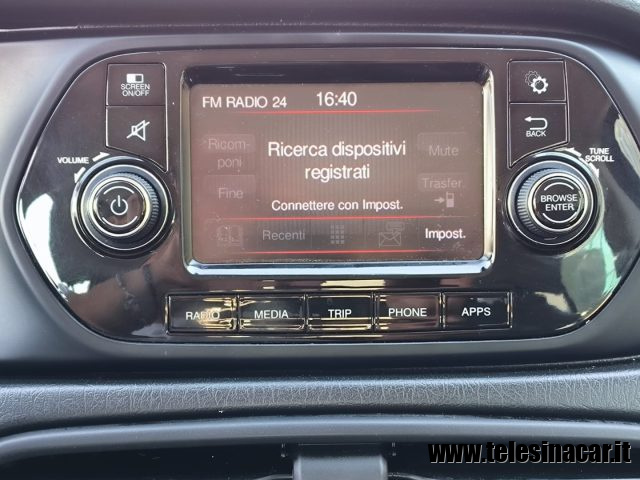 SCREEN
ON/OFF
FM RADIO 24
16:40
BACK
VOLUME
Ricom-
poni
Ricerca dispositivi
registrati
Mute
TUNE
SCROLL
Fine
Connettere con Impost.
Trasfer.
BROWSE
ENTER
Recenti
Impost.
RADIO
MEDIA
TRIP
PHONE
APPS
www.telesinacar.it